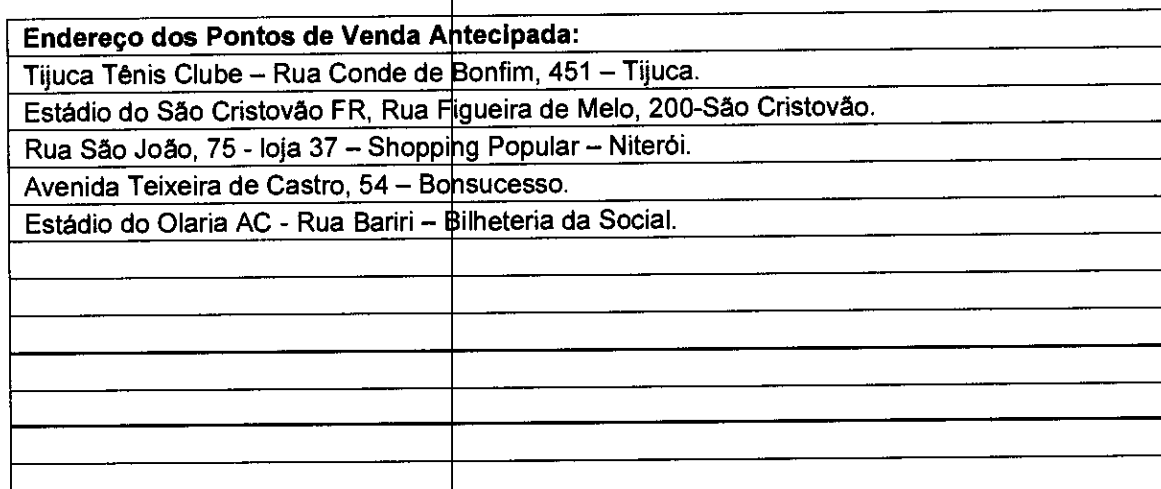 Endereço dos Pontos de Venda Antecipada:
Tijuca Tênis Clube – Rua Conde de Bonfim, 451 – Tijuca.
Estádio do São Cristovão FR, Rua Figueira de Melo, 200-São Cristovão.
Rua São João, 75 - loja 37 – Shopping Popular – Niterói.
Avenida Teixeira de Castro, 54 – Bonsucesso.
Estádio do Olaria AC - Rua Bariri – Bilheteria da Social.